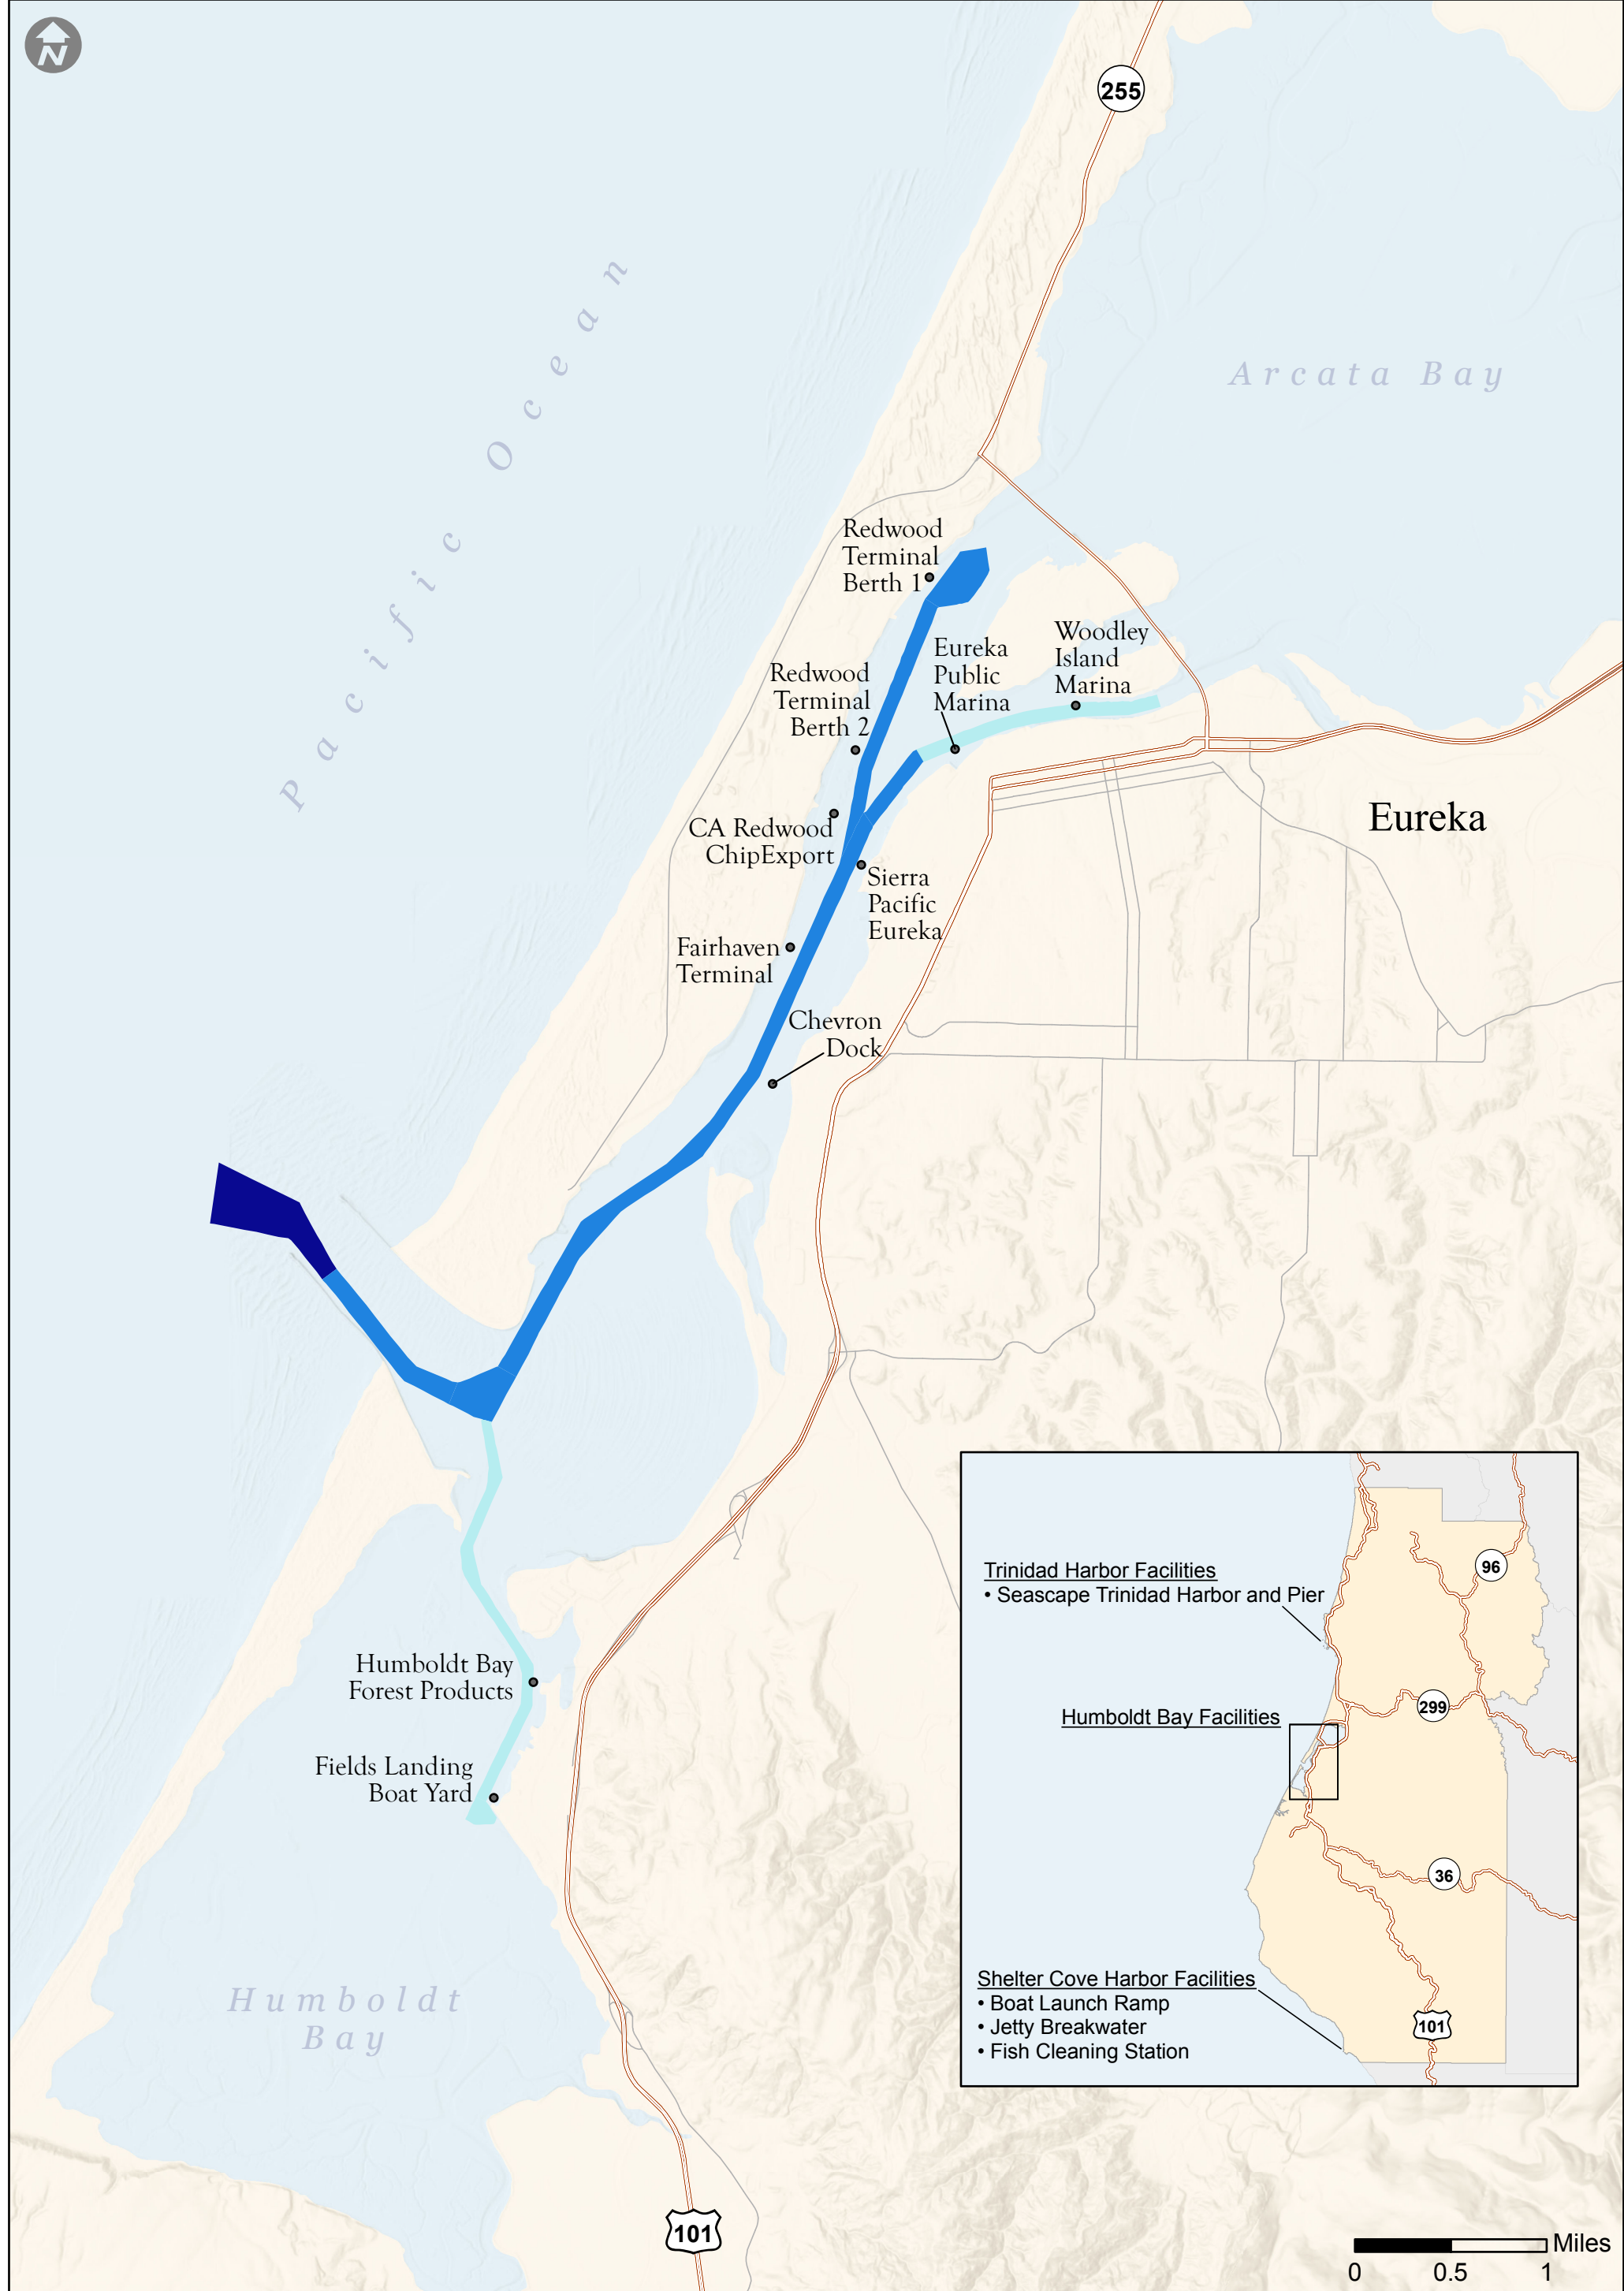 N
255
Pacific Ocean
Arcata Bay
Redwood
Terminal
Berth 1
Woodley
Island
Marina
Eureka
Public
Marina
Redwood
Terminal
Berth 2
Eureka
CA Redwood
ChipExport
Sierra
Pacific
Eureka
Fairhaven
Terminal
Chevron
Dock
Humboldt Bay
Forest Products
Fields Landing
Boat Yard
Humboldt
Bay
101
Trinidad Harbor Facilities
• Seascape Trinidad Harbor and Pier
96
299
Humboldt Bay Facilities
36
Shelter Cove Harbor Facilities
• Boat Launch Ramp
• Jetty Breakwater
• Fish Cleaning Station
101
Miles
0 0.5 1